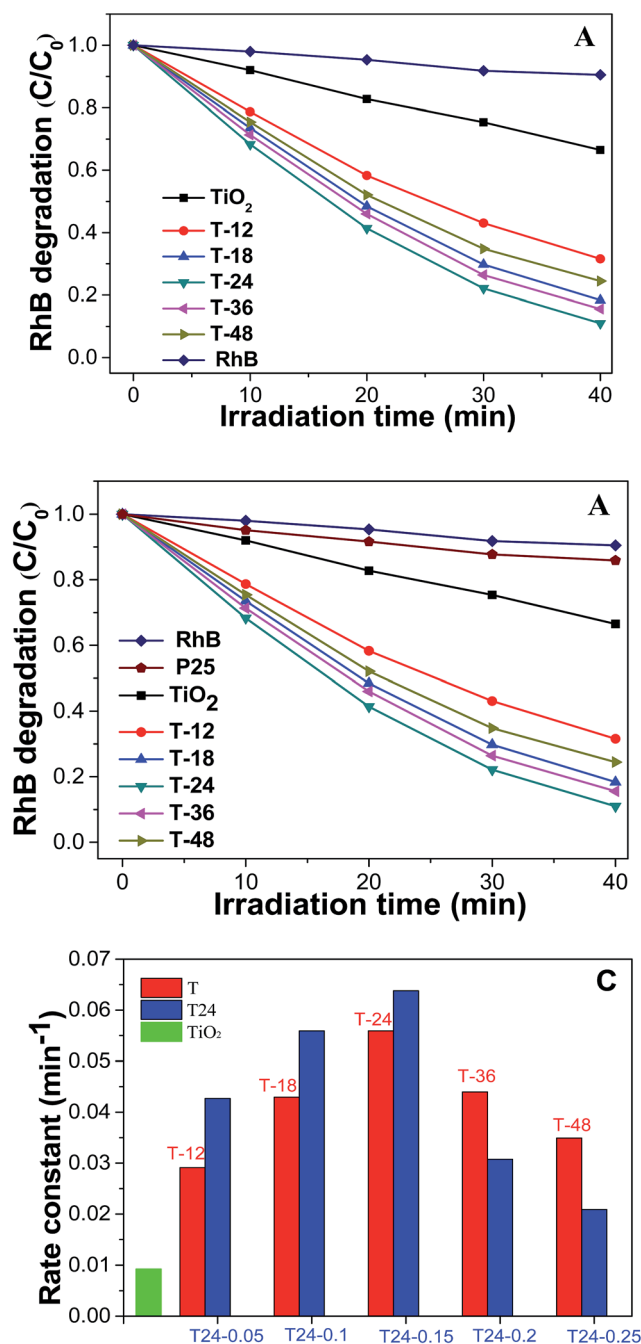 A
RhB degradation (C/C₀)
1.0
0.8
0.6
0.4
0.2
0.0
TiO₂
T-12
T-18
T-24
T-36
T-48
RhB
0 10 20 30 40
Irradiation time (min)
A
RhB degradation (C/C₀)
1.0
0.8
0.6
0.4
0.2
0.0
RhB
P25
TiO₂
T-12
T-18
T-24
T-36
T-48
0 10 20 30 40
Irradiation time (min)
C
Rate constant (min⁻¹)
0.07
0.06
0.05
0.04
0.03
0.02
0.01
0.00
T
T24
TiO₂
T-12
T-18
T-24
T-36
T-48
T24-0.05 T24-0.1 T24-0.15 T24-0.2 T24-0.25